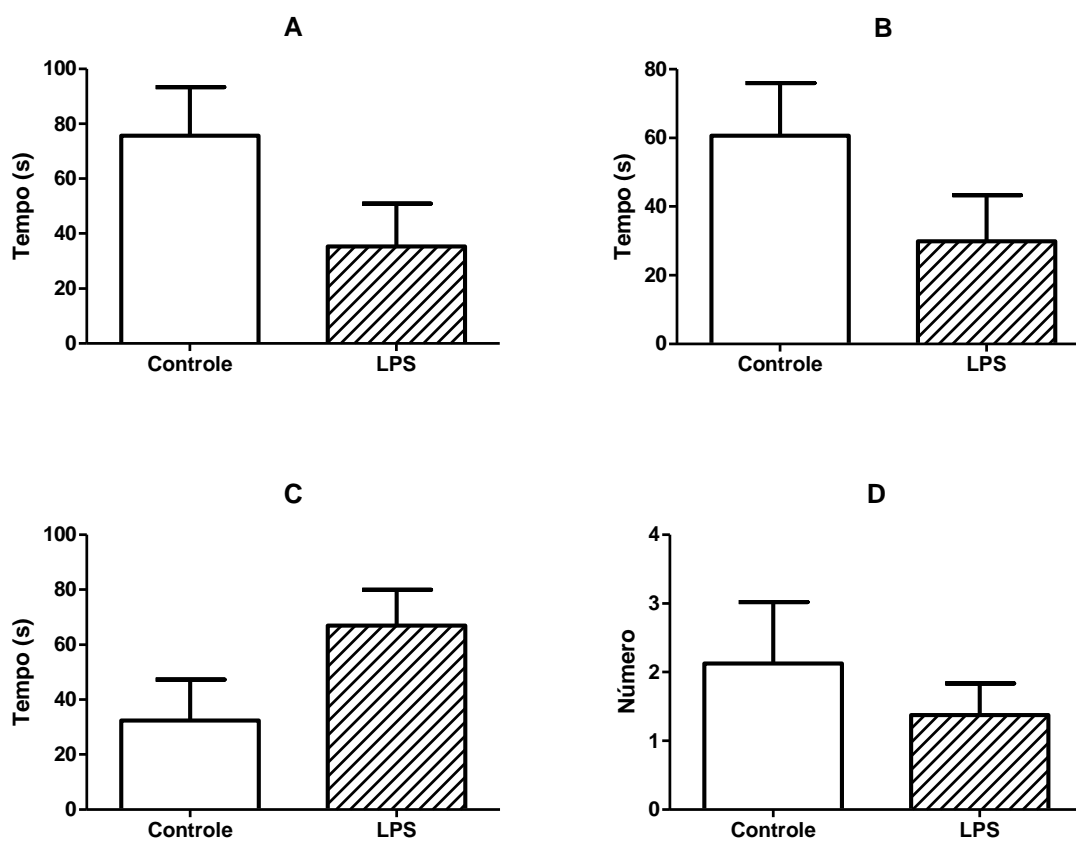 A
Tempo (s)
100
80
60
40
20
0
Controle
LPS
B
Tempo (s)
80
60
40
20
0
Controle
LPS
C
Tempo (s)
100
80
60
40
20
0
Controle
LPS
D
Número
4
3
2
1
0
Controle
LPS